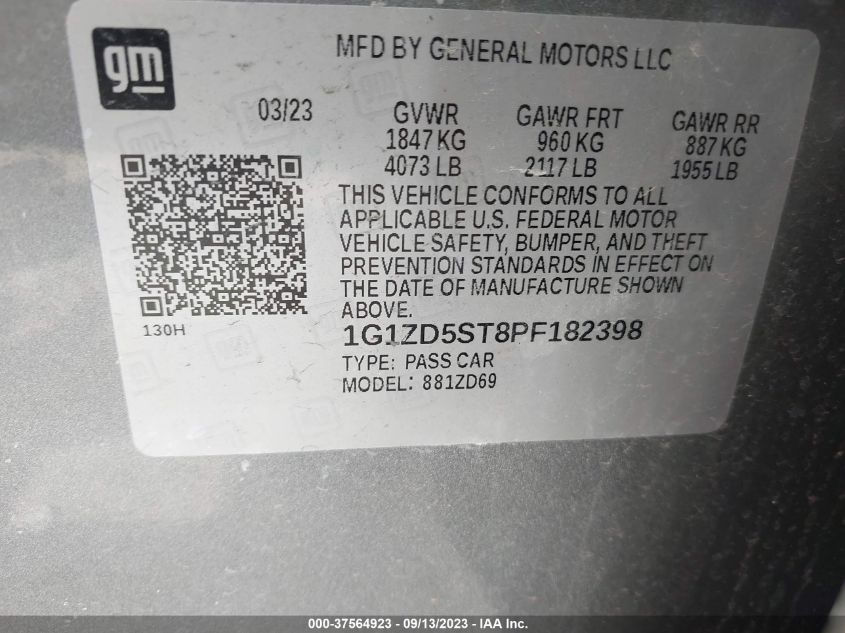 gm
MFD BY GENERAL MOTORS LLC
03/23 GVWR GAWR FRT GAWR RR
1847 KG 960 KG 887 KG
4073 LB 2117 LB 1955 LB
THIS VEHICLE CONFORMS TO ALL
APPLICABLE U.S. FEDERAL MOTOR
VEHICLE SAFETY, BUMPER, AND THEFT
PREVENTION STANDARDS IN EFFECT ON
THE DATE OF MANUFACTURE SHOWN
ABOVE.
130H
1G1ZD5ST8PF182398
TYPE: PASS CAR
MODEL: 881ZD69
000-37564923 - 09/13/2023 - IAA Inc.